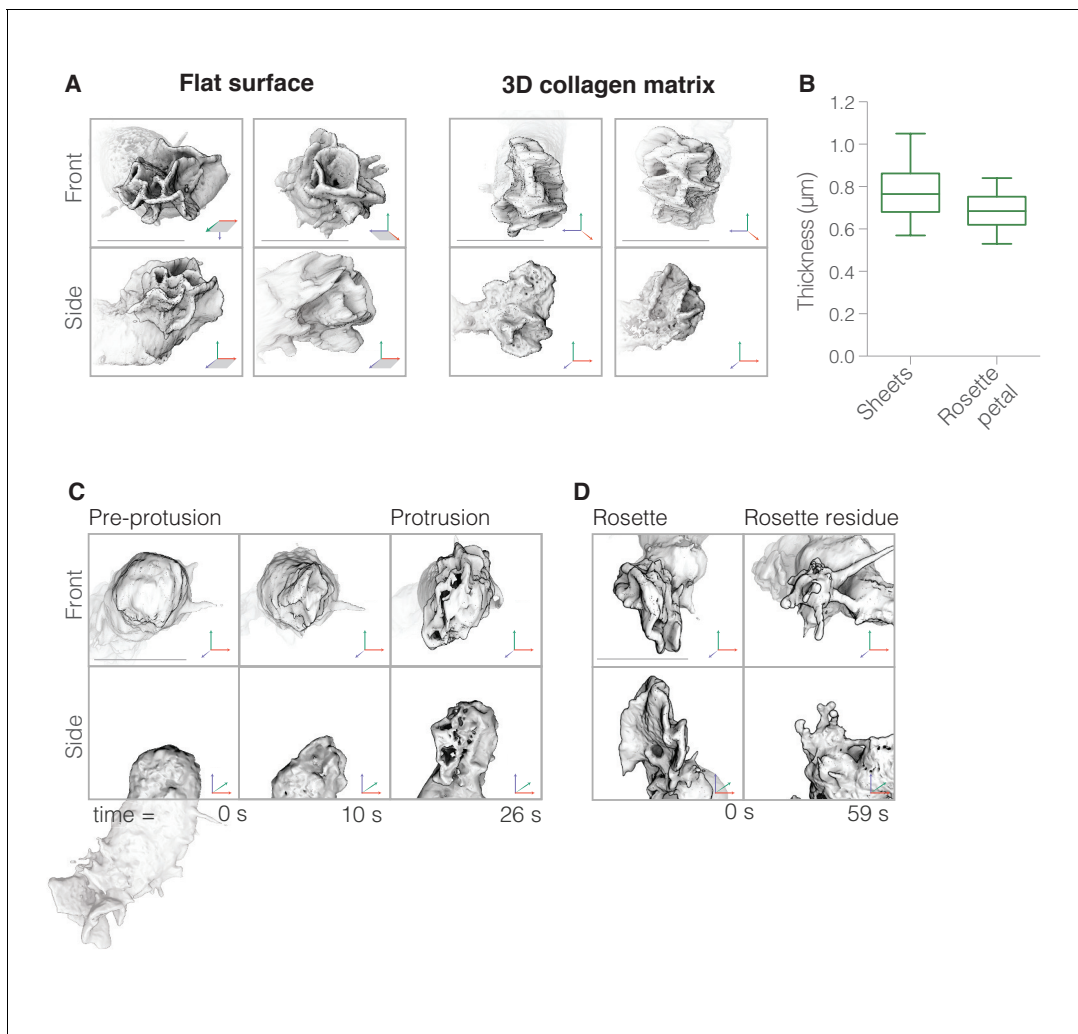 A
Flat surface
3D collagen matrix
Front
Side
B
Thickness (µm)
1.2
1.0
0.8
0.6
0.4
0.2
0.0
Sheets
Rosette
petal
C
Pre-protusion
Protrusion
Front
Side
time =
0 s
10 s
26 s
D
Rosette
Rosette residue
0 s
59 s